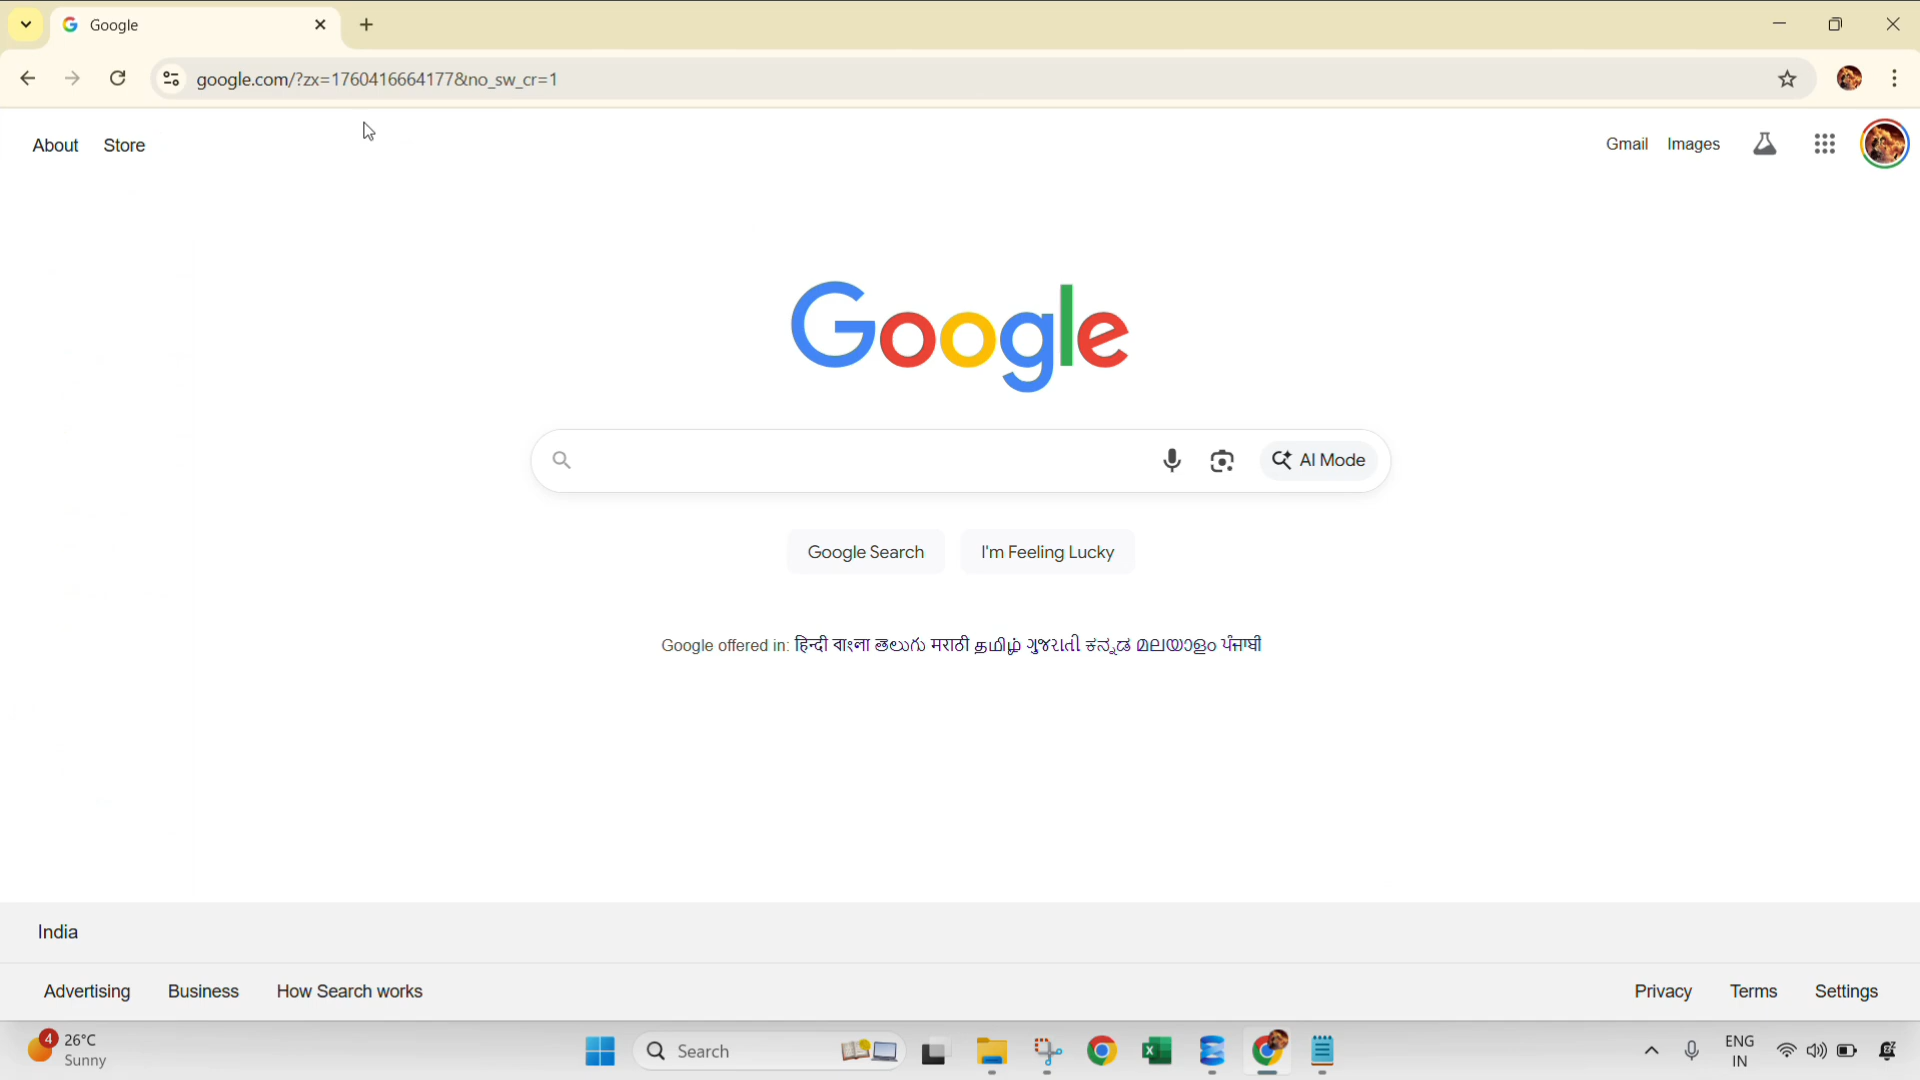 Google
google.com/?zx=1760416664177&no_sw_cr=1
About Store Gmail Images
Google
AI Mode
Google Search I'm Feeling Lucky
Google offered in: हिन्दी বাংলা తెలుగు मराठी தமிழ் ગુજરાતી ಕನ್ನಡ മലയാളം ਪੰਜਾਬੀ
India
Advertising Business How Search works Privacy Terms Settings
4 26°C
Sunny
Search
ENG
IN